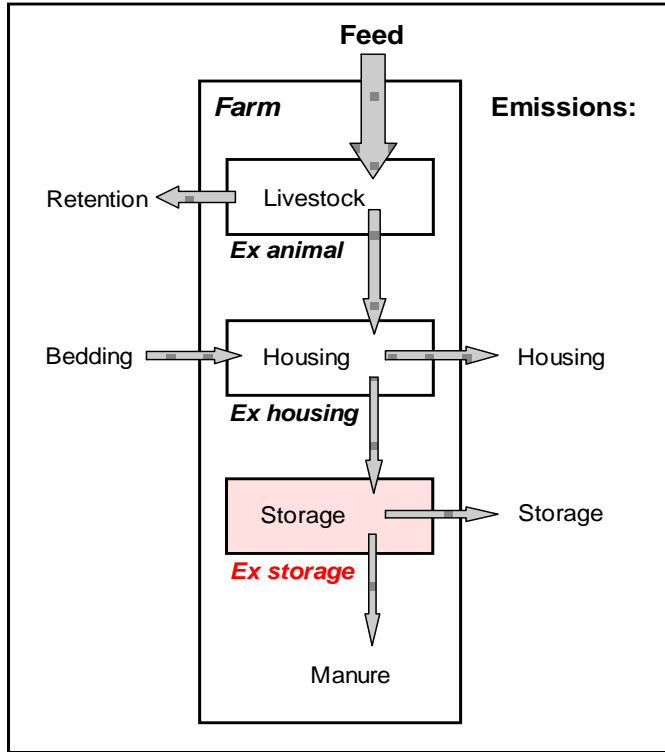 Feed
Farm
Emissions:
Retention
Livestock
Ex animal
Bedding
Housing
Housing
Ex housing
Storage
Storage
Ex storage
Manure